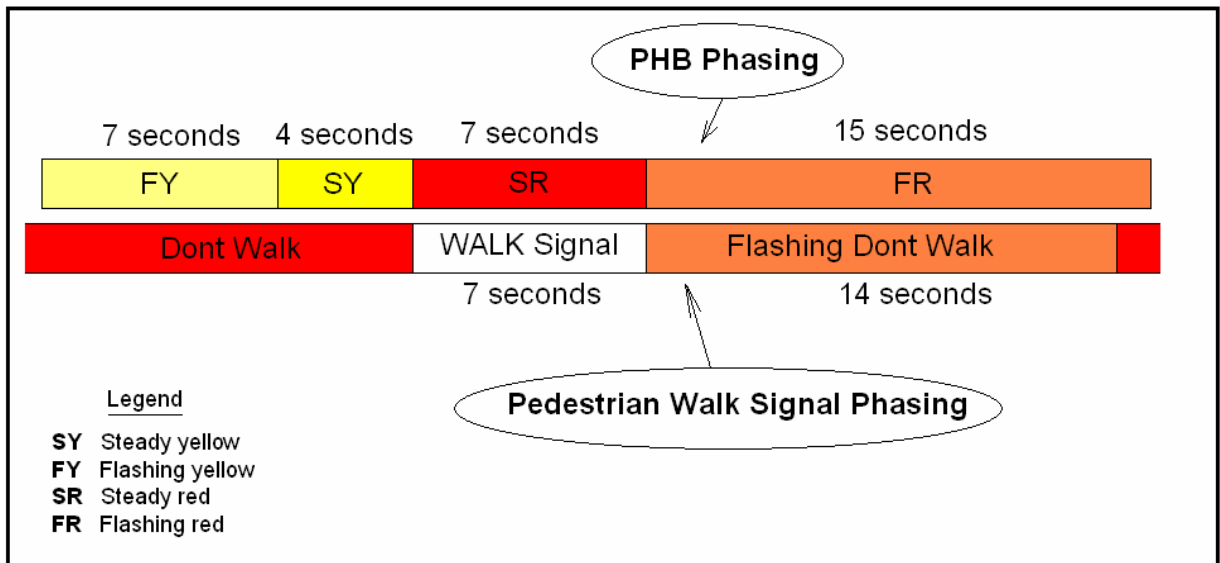 PHB Phasing
7 seconds 4 seconds 7 seconds 15 seconds
FY SY SR FR
Dont Walk WALK Signal Flashing Dont Walk
7 seconds 14 seconds
Pedestrian Walk Signal Phasing
Legend
SY Steady yellow
FY Flashing yellow
SR Steady red
FR Flashing red